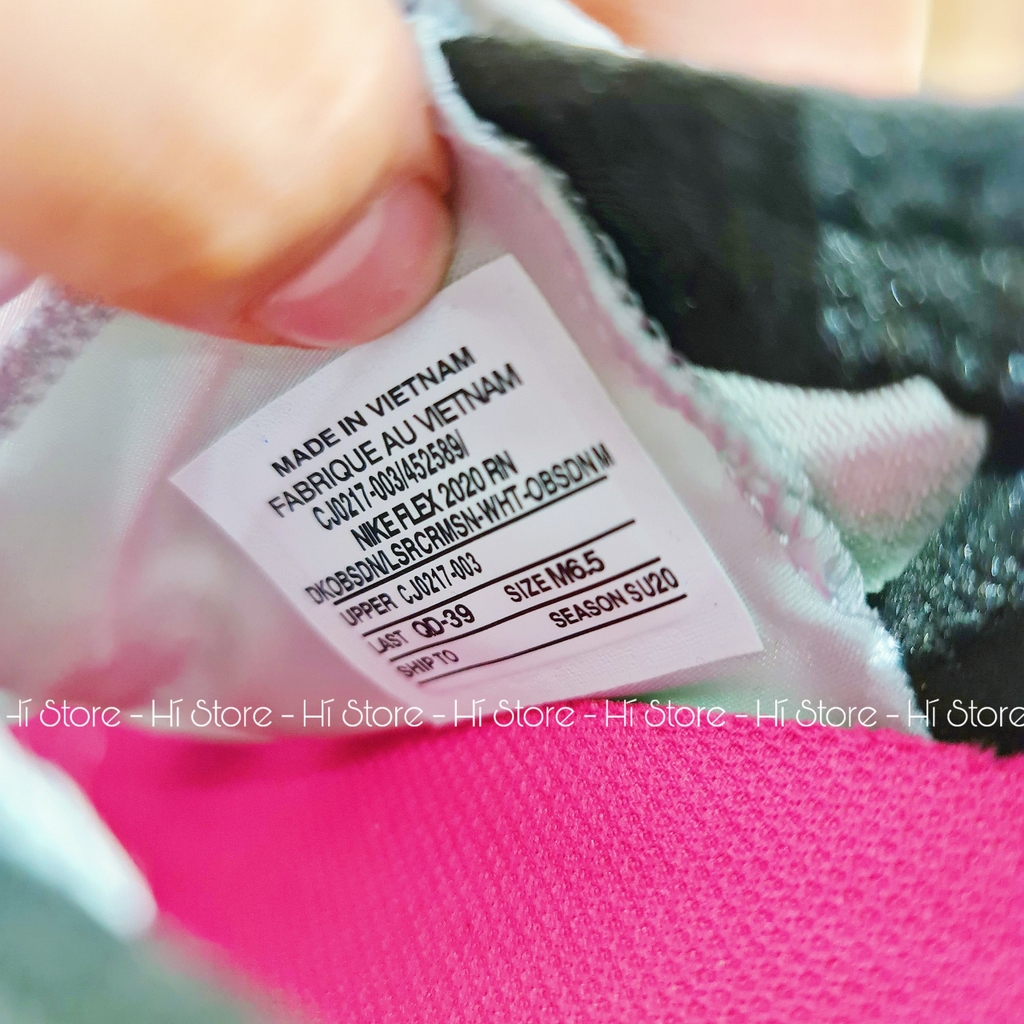 MADE IN VIETNAM
FABRIQUE AU VIETNAM
CJ0217-003/452589/
NIKE FLEX 2020 RN
DKOBSDN/LSRCRMSN-WHT-OBSDN M
UPPER CJ0217-003
LAST QD-39 SIZE M6.5
SHIP TO SEASON SU20
Hí Store - Hí Store - Hí Store - Hí Store - Hí Store - Hí Store - Hí Store